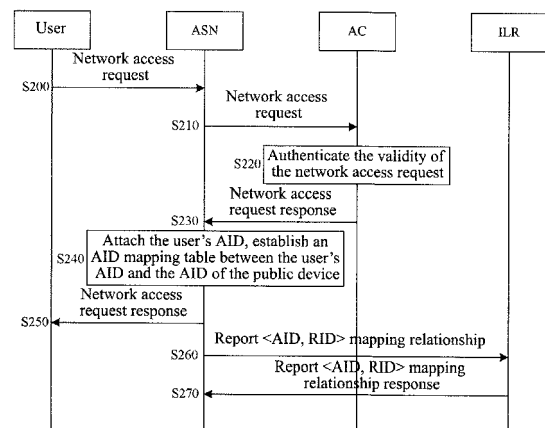 User
ASN
AC
ILR
Network access
request
S200
Network access
request
S210
S220
Authenticate the validity of
the network access request
Network access
request response
S230
Attach the user's AID, establish an
AID mapping table between the user's
AID and the AID of the public device
S240
Network access
request response
S250
Report <AID, RID> mapping relationship
S260
Report <AID, RID> mapping
relationship response
S270